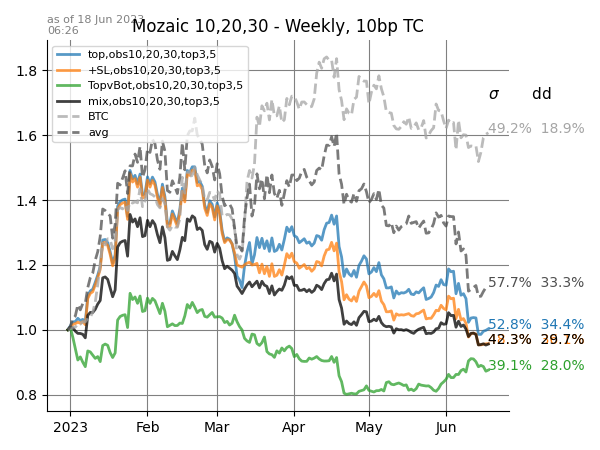 as of 18 Jun 2023
06:26
Mozaic 10,20,30 - Weekly, 10bp TC
top,obs10,20,30,top3,5
+SL,obs10,20,30,top3,5
TopvBot,obs10,20,30,top3,5
mix,obs10,20,30,top3,5
BTC
avg
σ dd
49.2% 18.9%
57.7% 33.3%
52.8% 34.4%
42.3% 29.7%
39.1% 28.0%
1.8
1.6
1.4
1.2
1.0
0.8
2023 Feb Mar Apr May Jun